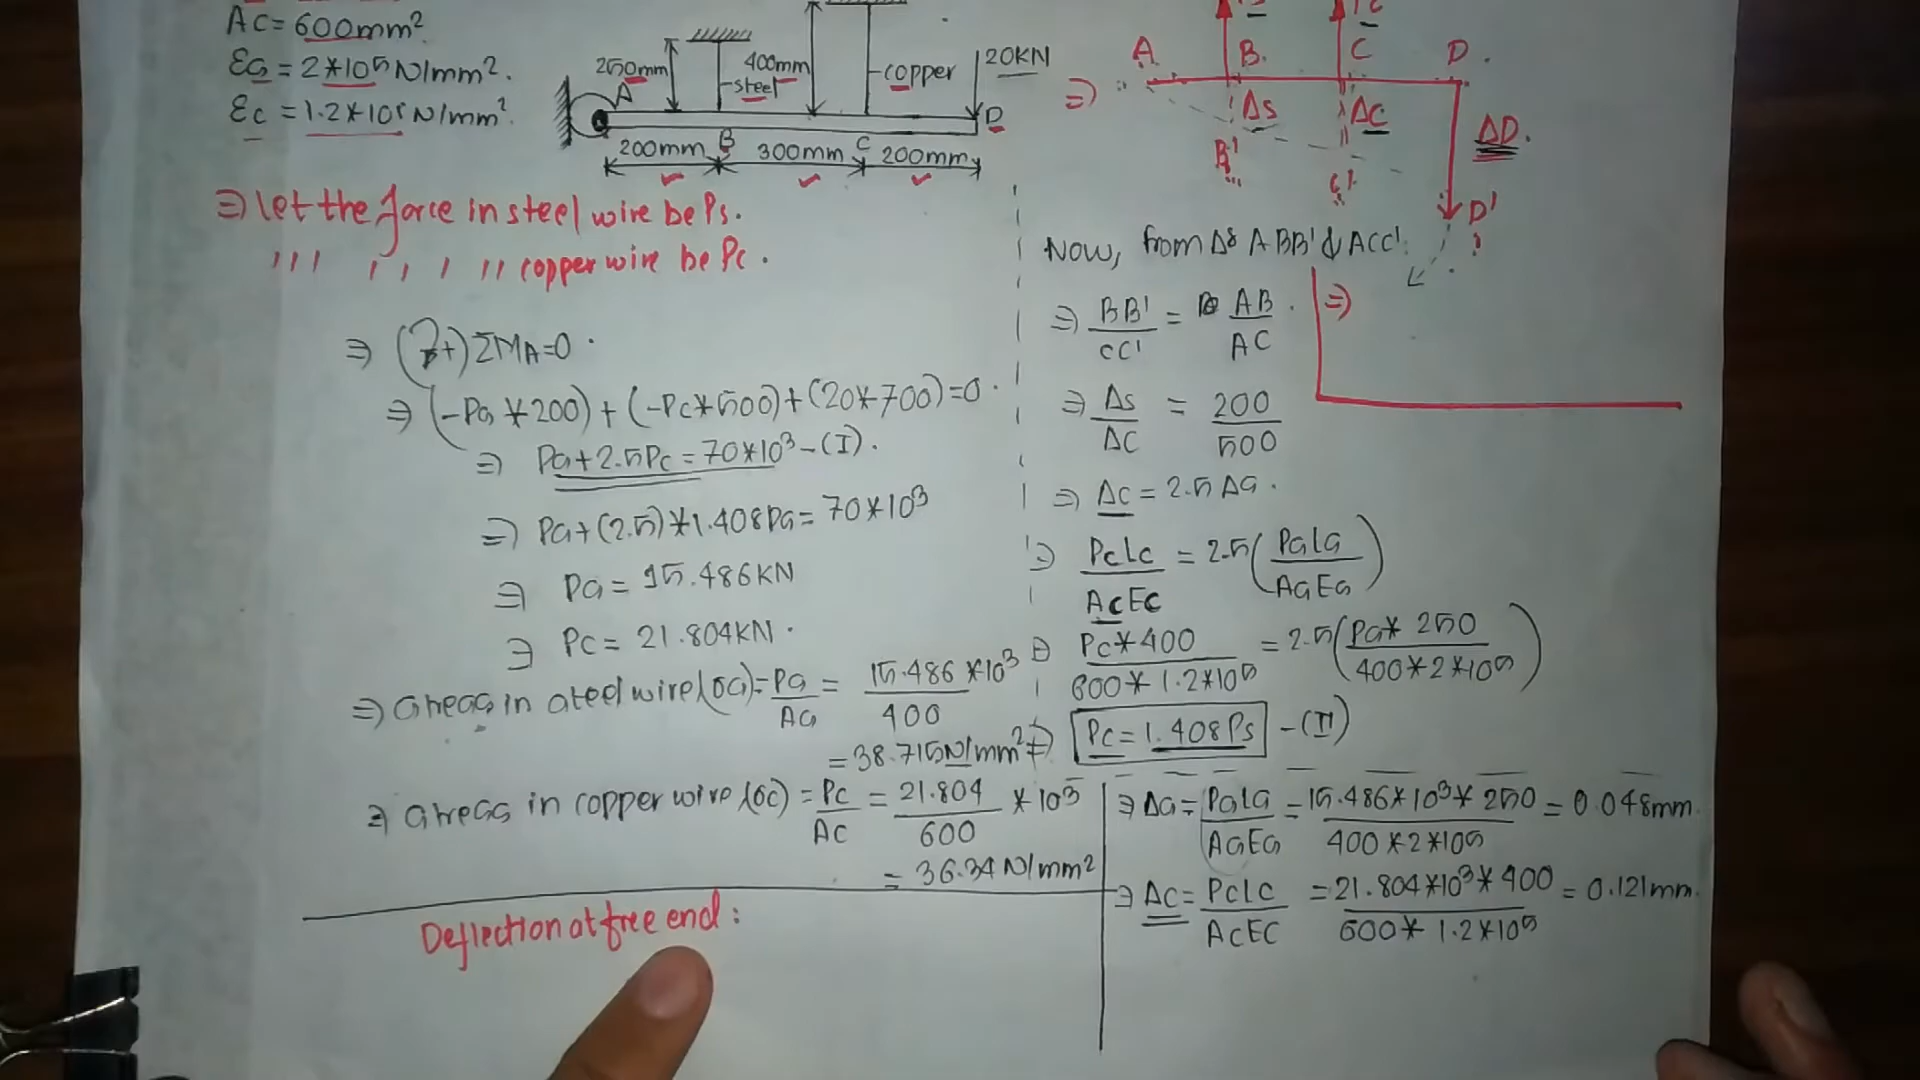 AC = 600mm².
Es = 2*10⁵ N/mm².
Ec = 1.2*10⁵ N/mm².
250mm
400mm
steel
copper
20KN
A
D
200mm B 300mm C 200mm
A B. C D.
Δs ΔC ΔD.
B' C' D'
⇒ let the force in steel wire be Ps.
''' ' ' ' '' copper wire be Pc.
⇒ (+) ΣMA=0.
⇒ (-Ps*200) + (-Pc*500) + (20*700)=0.
⇒ Ps+2.5Pc = 70*10³ - (I).
⇒ Ps+(2.5)*1.408Ps = 70*10³
⇒ Ps = 15.486KN
⇒ Pc = 21.804KN.
⇒ stress in steel wire (σs) = Ps/As = 15.486*10³/400
= 38.715N/mm²
⇒ stress in copper wire (σc) = Pc/AC = 21.804/600 *10³
= 36.34 N/mm²
Deflection at free end:
Now, from Δs ABB' & ACC'.
⇒ BB'/CC' = AB/AC. ⇒
⇒ Δs/ΔC = 200/500
⇒ ΔC = 2.5 Δs.
⇒ PcLc/AcEc = 2.5(PsLs/AsEs)
⇒ Pc*400/600*1.2*10⁵ = 2.5(Ps*250/400*2*10⁵)
⇒ Pc = 1.408Ps - (II)
⇒ Δs = PsLs/AsEs = 15.486*10³*250/400*2*10⁵ = 0.048mm.
⇒ ΔC = PcLc/AcEC = 21.804*10³*400/600*1.2*10⁵ = 0.121mm.